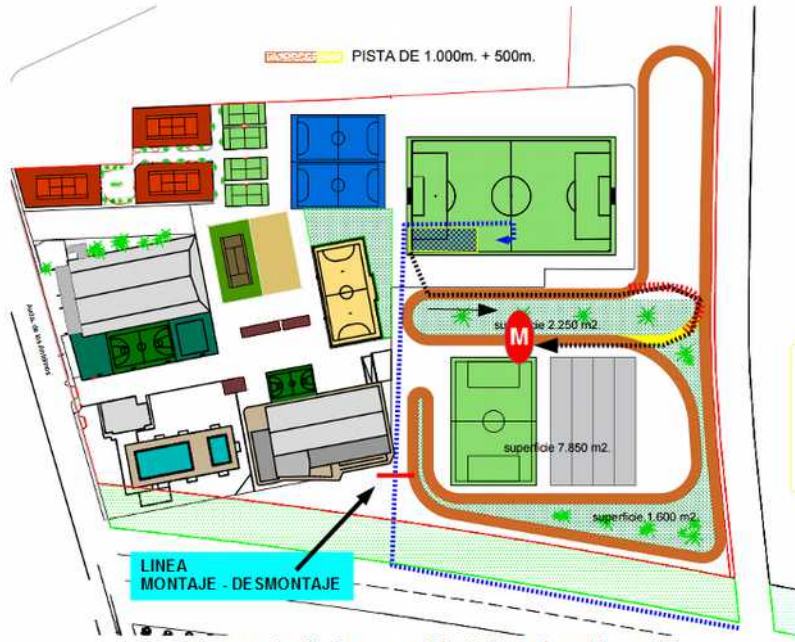 PISTA DE 1.000m. + 500m.
superficie 2.250 m2.
M
superficie 7.850 m2.
superficie 1.600 m2.
LINEA
MONTAJE - DESMONTAJE